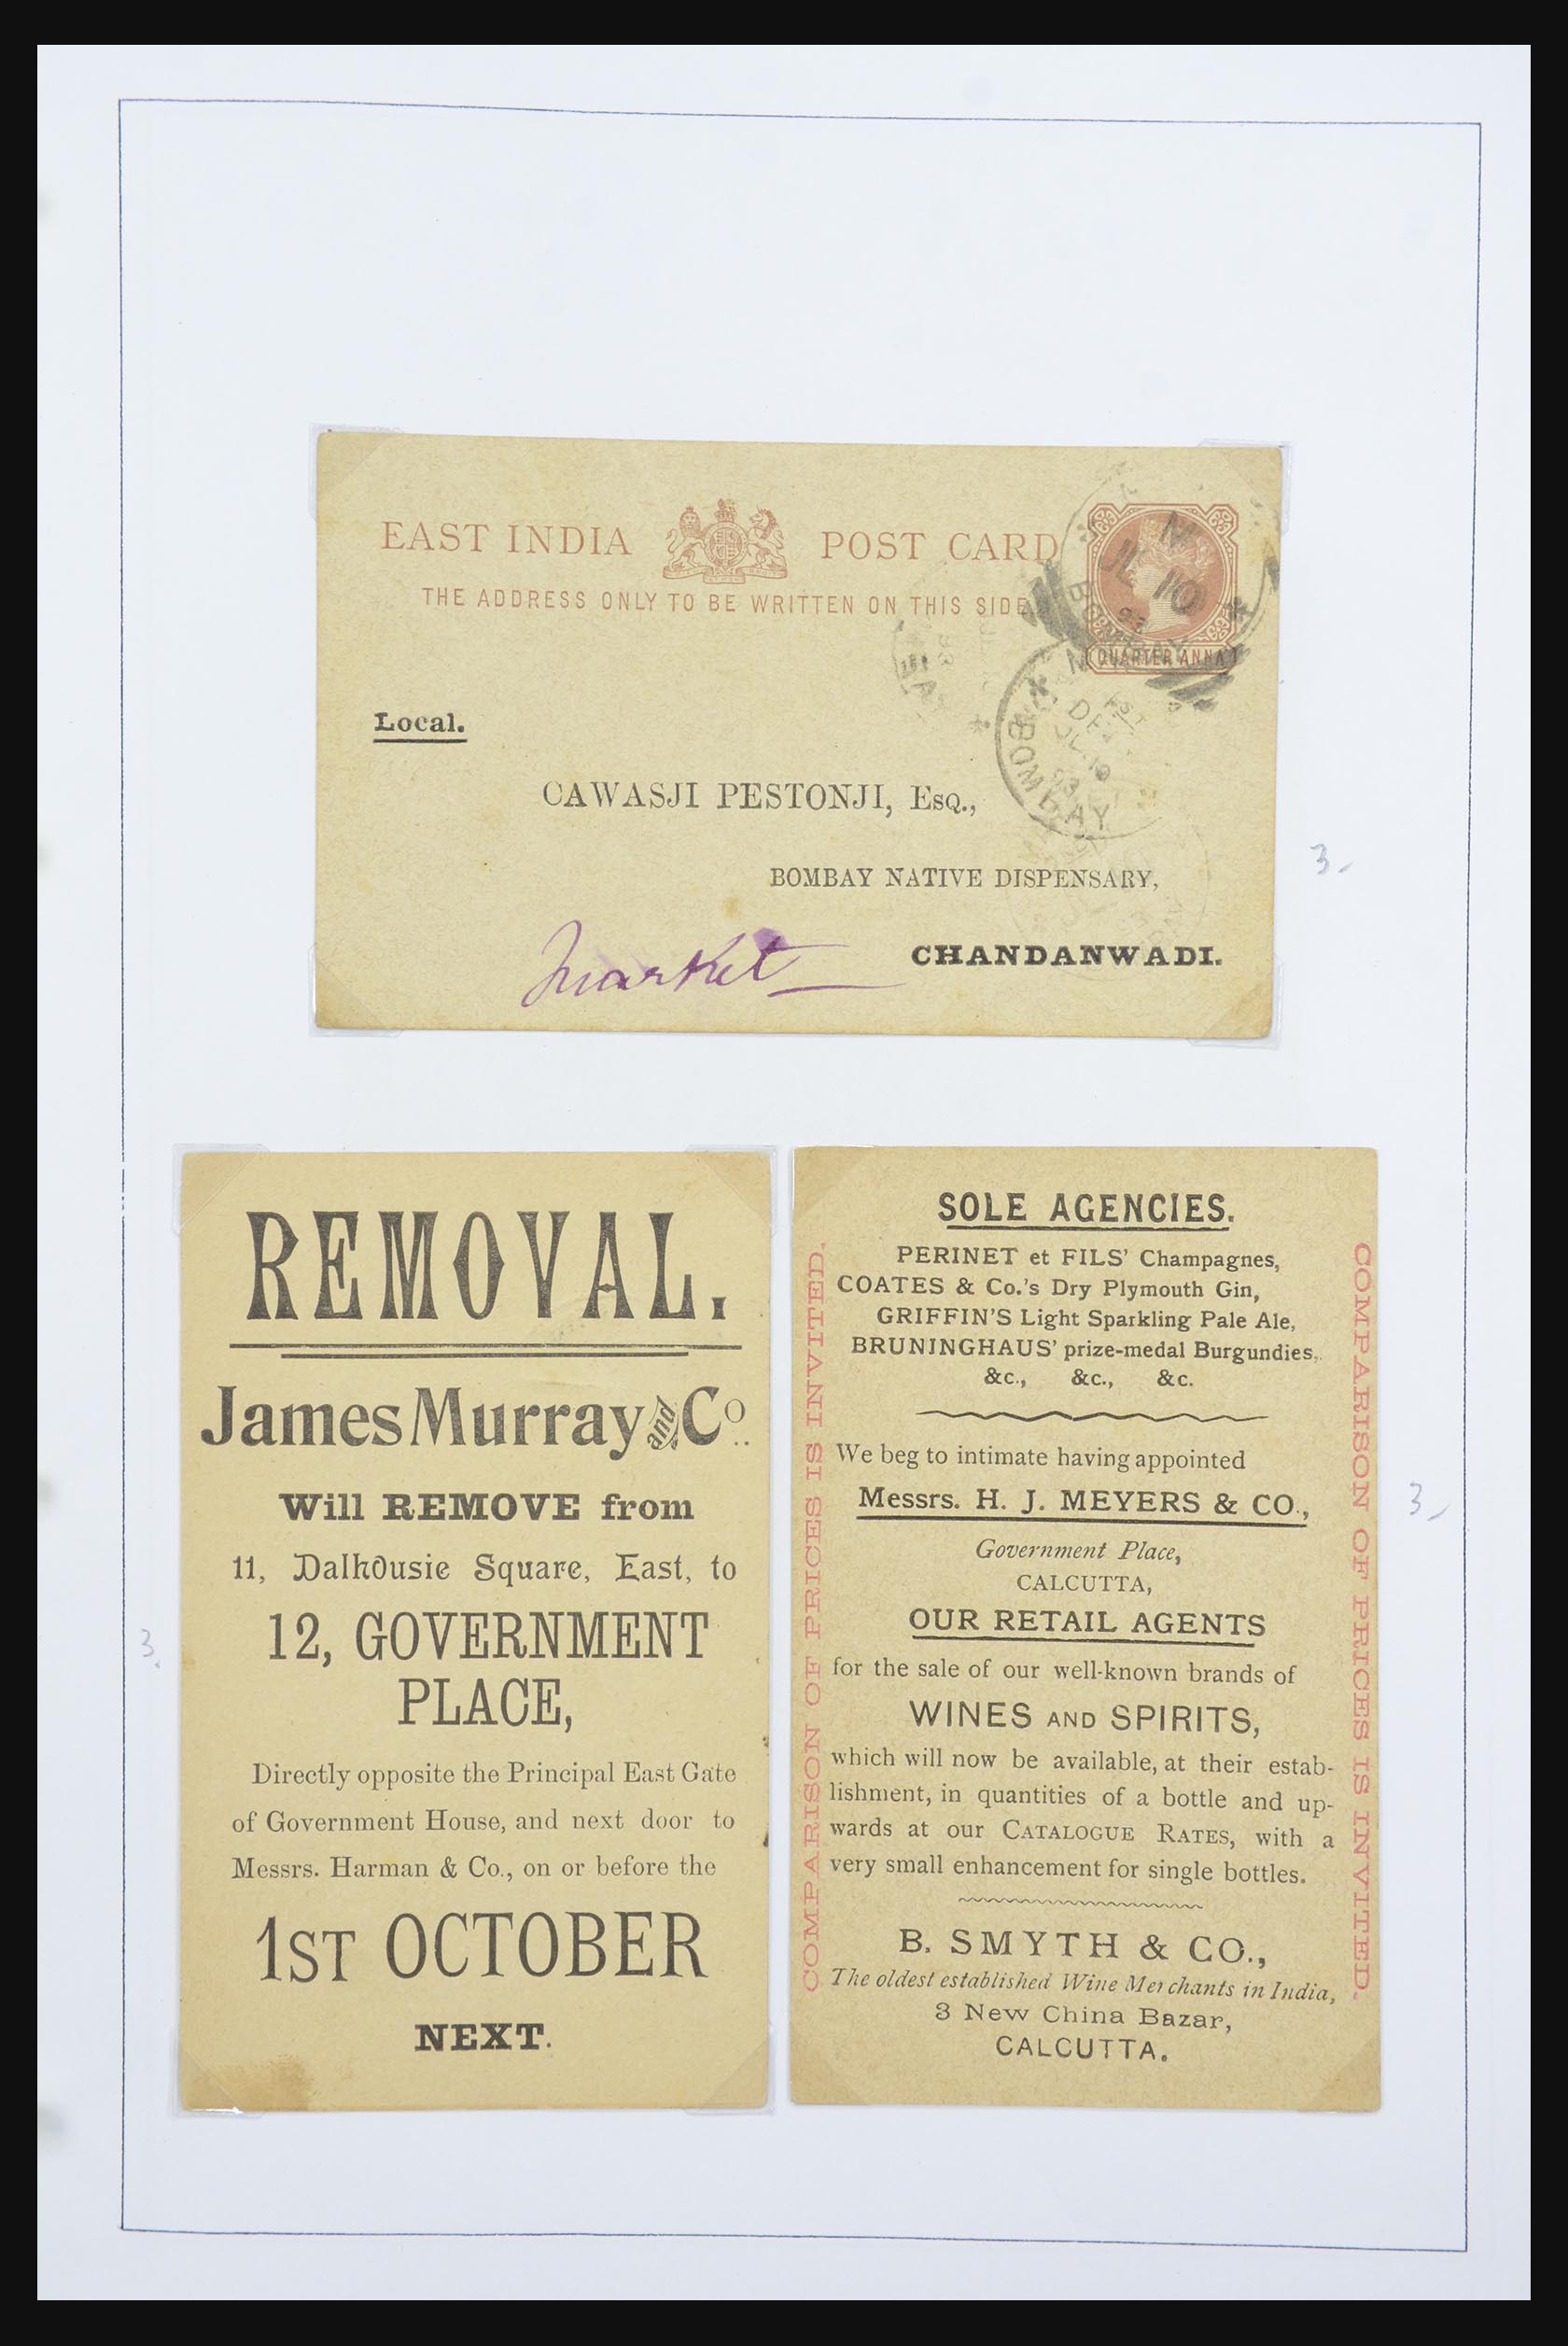 EAST INDIA POST CARD
THE ADDRESS ONLY TO BE WRITTEN ON THIS SIDE
QUARTER ANNA
BOMBAY
JU 10
BOMBAY
Local.
CAWASJI PESTONJI, Esq.,
BOMBAY NATIVE DISPENSARY,
CHANDANWADI.
Market
3.
REMOVAL.
James Murray and Co.
Will REMOVE from
11, Dalhousie Square, East, to
12, GOVERNMENT
PLACE,
Directly opposite the Principal East Gate
of Government House, and next door to
Messrs. Harman & Co., on or before the
1ST OCTOBER
NEXT.
3.
SOLE AGENCIES.
PERINET et FILS' Champagnes,
COATES & Co.'s Dry Plymouth Gin,
GRIFFIN'S Light Sparkling Pale Ale,
BRUNINGHAUS' prize-medal Burgundies,
&c., &c., &c.
We beg to intimate having appointed
Messrs. H. J. MEYERS & CO.,
Government Place,
CALCUTTA,
OUR RETAIL AGENTS
for the sale of our well-known brands of
WINES AND SPIRITS,
which will now be available, at their estab-
lishment, in quantities of a bottle and up-
wards at our CATALOGUE RATES, with a
very small enhancement for single bottles.
B. SMYTH & CO.,
The oldest established Wine Merchants in India,
3 New China Bazar,
CALCUTTA.
COMPARISON OF PRICES IS INVITED.
COMPARISON OF PRICES IS INVITED.
3